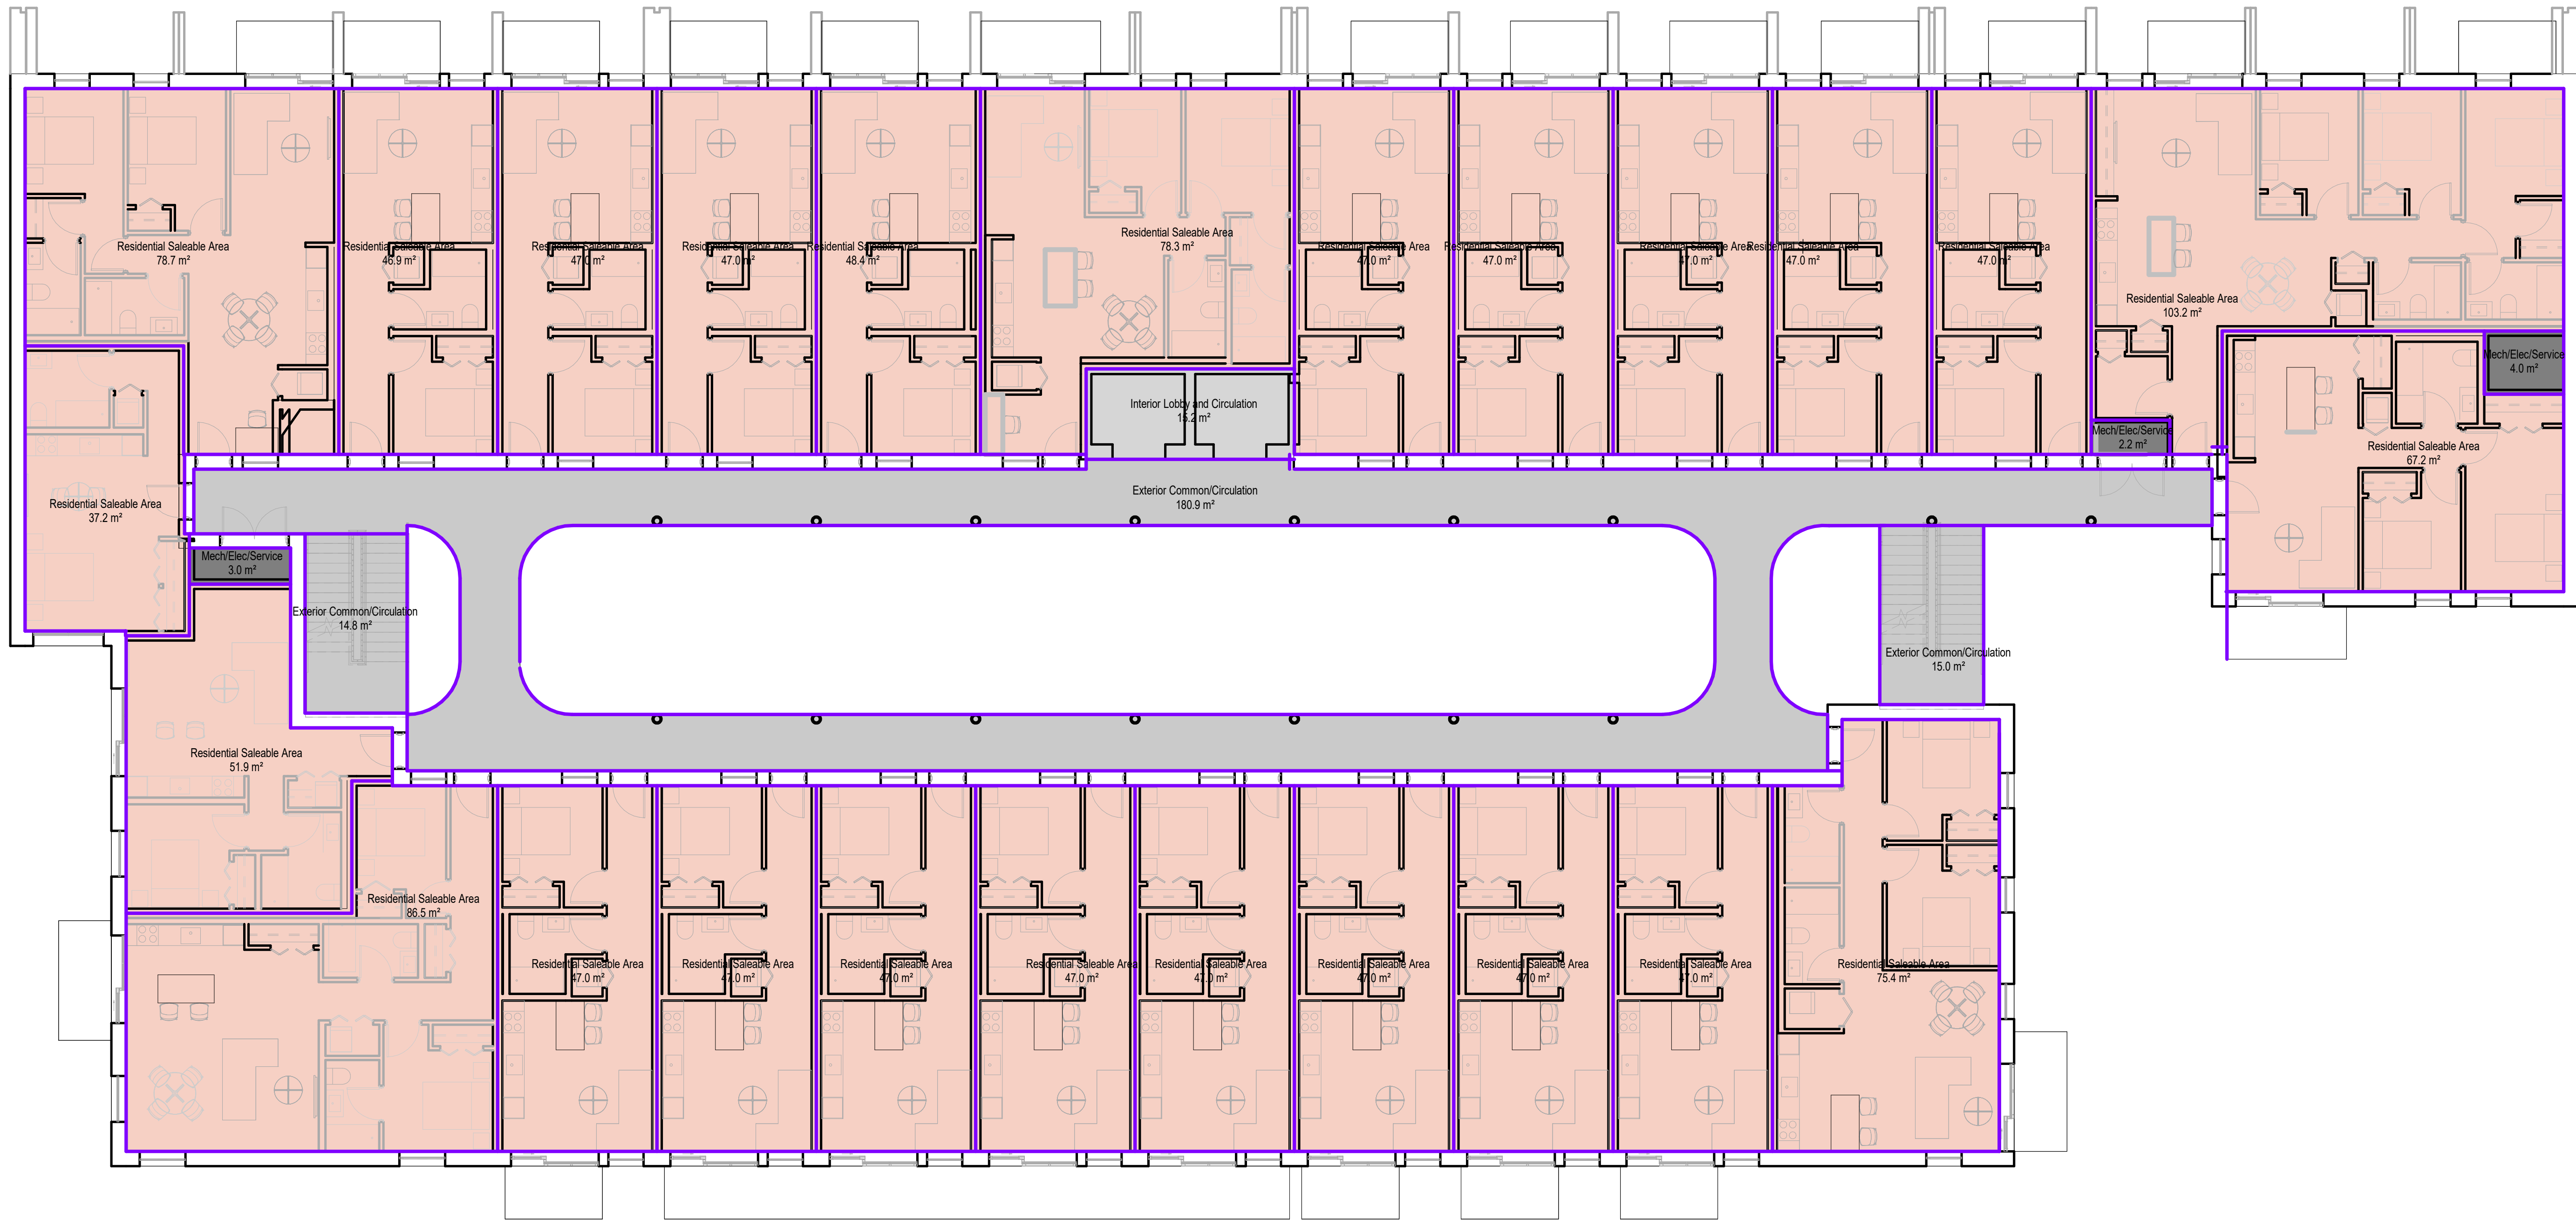 Residential Saleable Area
78.7 m²
Residential Saleable Area
46.9 m²
Residential Saleable Area
47.0 m²
Residential Saleable Area
47.0 m²
Residential Saleable Area
48.4 m²
Residential Saleable Area
78.3 m²
Residential Saleable Area
47.0 m²
Residential Saleable Area
47.0 m²
Residential Saleable Area
47.0 m²
Residential Saleable Area
47.0 m²
Residential Saleable Area
47.0 m²
Residential Saleable Area
103.2 m²
Mech/Elec/Service
4.0 m²
Interior Lobby and Circulation
15.2 m²
Mech/Elec/Service
2.2 m²
Residential Saleable Area
67.2 m²
Residential Saleable Area
37.2 m²
Exterior Common/Circulation
180.9 m²
Mech/Elec/Service
3.0 m²
Exterior Common/Circulation
14.8 m²
Exterior Common/Circulation
15.0 m²
Residential Saleable Area
51.9 m²
Residential Saleable Area
86.5 m²
Residential Saleable Area
47.0 m²
Residential Saleable Area
47.0 m²
Residential Saleable Area
47.0 m²
Residential Saleable Area
47.0 m²
Residential Saleable Area
47.0 m²
Residential Saleable Area
47.0 m²
Residential Saleable Area
47.0 m²
Residential Saleable Area
47.0 m²
Residential Saleable Area
75.4 m²